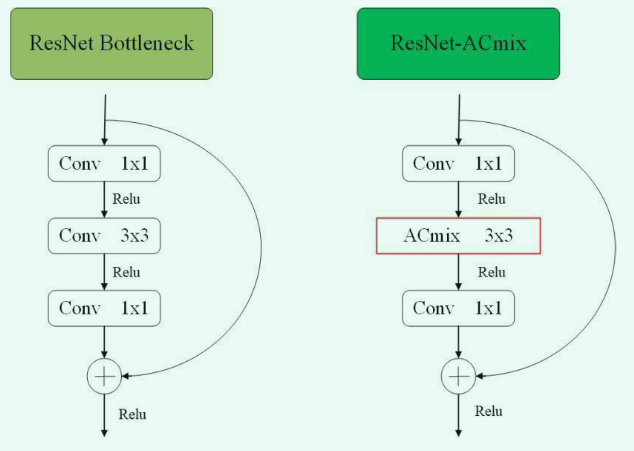 ResNet Bottleneck
Conv 1x1
Relu
Conv 3x3
Relu
Conv 1x1
Relu
ResNet-ACmix
Conv 1x1
Relu
ACmix 3x3
Relu
Conv 1x1
Relu